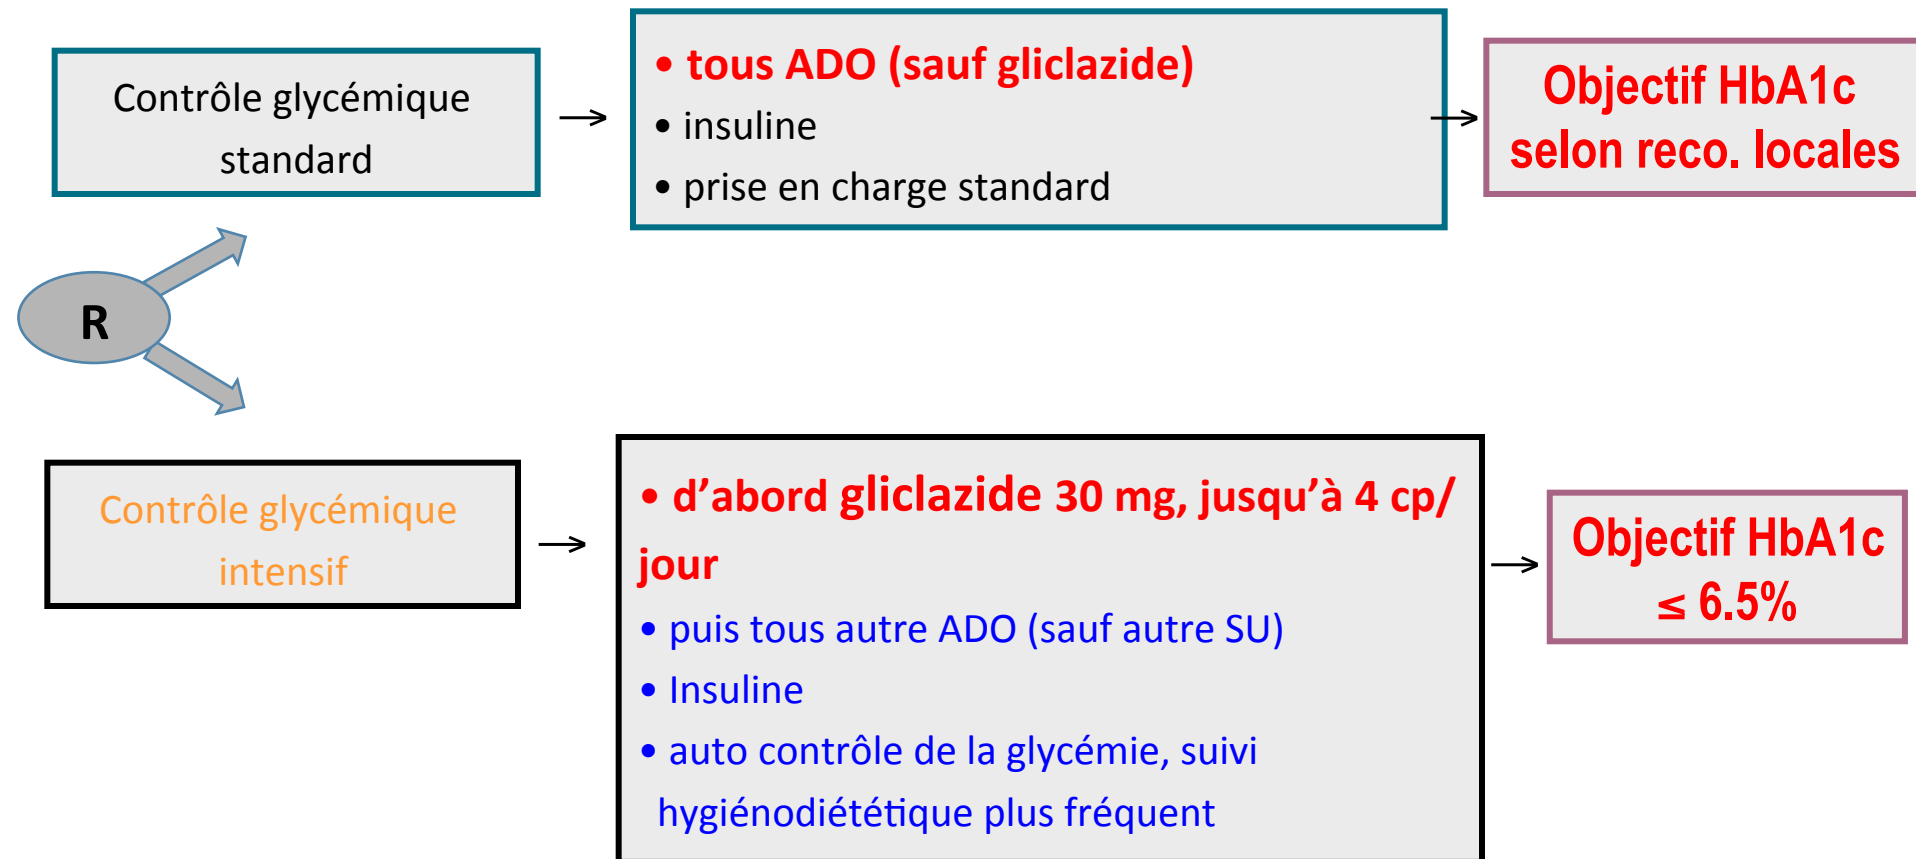 Contrôle glycémique
standard
• tous ADO (sauf gliclazide)
• insuline
• prise en charge standard
Objectif HbA1c
selon reco. locales
R
Contrôle glycémique
intensif
• d’abord gliclazide 30 mg, jusqu’à 4 cp/
jour
• puis tous autre ADO (sauf autre SU)
• Insuline
• auto contrôle de la glycémie, suivi
hygiénodiététique plus fréquent
Objectif HbA1c
≤ 6.5%